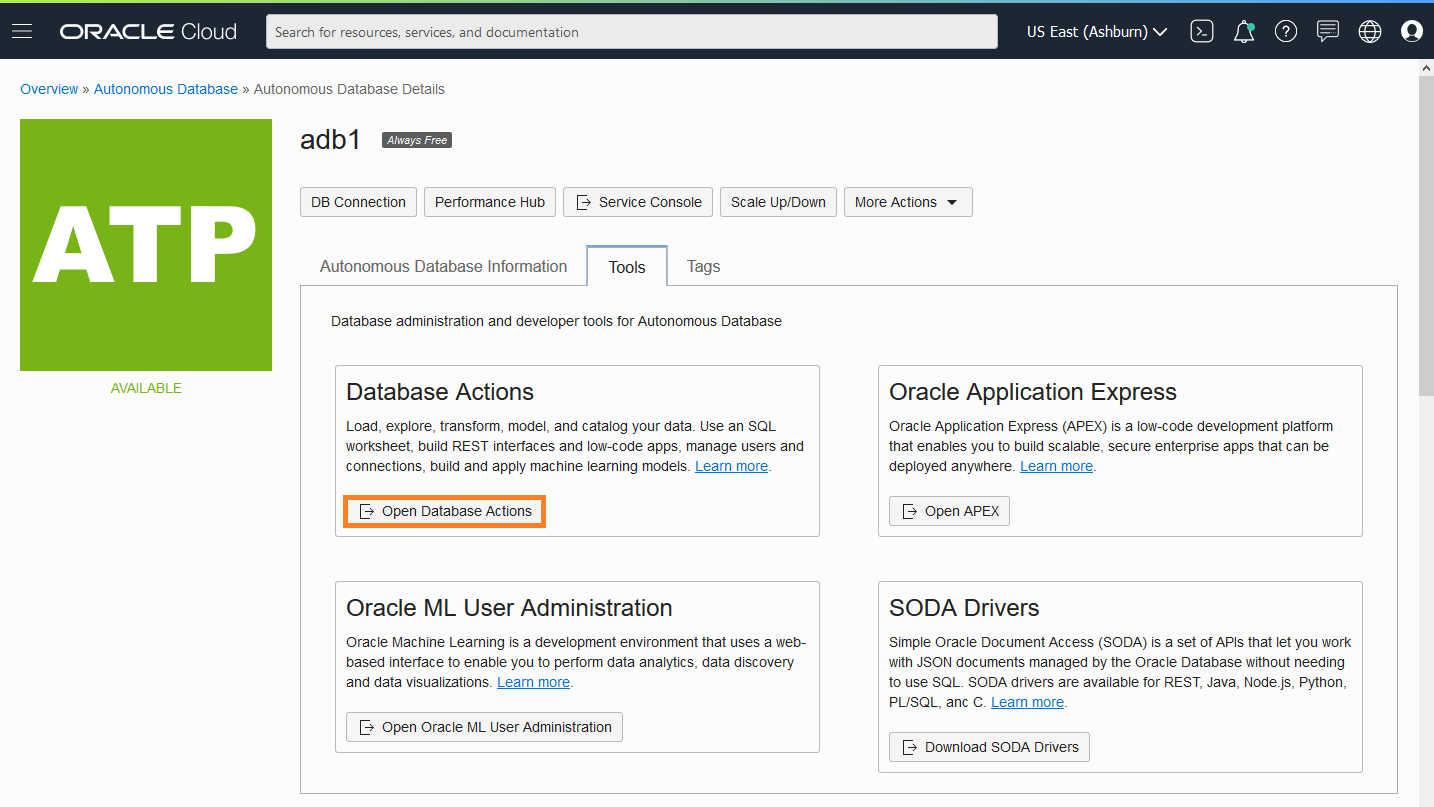 ORACLE Cloud
Search for resources, services, and documentation
US East (Ashburn)
Overview » Autonomous Database » Autonomous Database Details
ATP
AVAILABLE
adb1 Always Free
DB Connection
Performance Hub
Service Console
Scale Up/Down
More Actions
Autonomous Database Information
Tools
Tags
Database administration and developer tools for Autonomous Database
Database Actions
Load, explore, transform, model, and catalog your data. Use an SQL
worksheet, build REST interfaces and low-code apps, manage users and
connections, build and apply machine learning models. Learn more.
Open Database Actions
Oracle Application Express
Oracle Application Express (APEX) is a low-code development platform
that enables you to build scalable, secure enterprise apps that can be
deployed anywhere. Learn more.
Open APEX
Oracle ML User Administration
Oracle Machine Learning is a development environment that uses a web-
based interface to enable you to perform data analytics, data discovery
and data visualizations. Learn more.
Open Oracle ML User Administration
SODA Drivers
Simple Oracle Document Access (SODA) is a set of APIs that let you work
with JSON documents managed by the Oracle Database without needing
to use SQL. SODA drivers are available for REST, Java, Node.js, Python,
PL/SQL, anc C. Learn more.
Download SODA Drivers